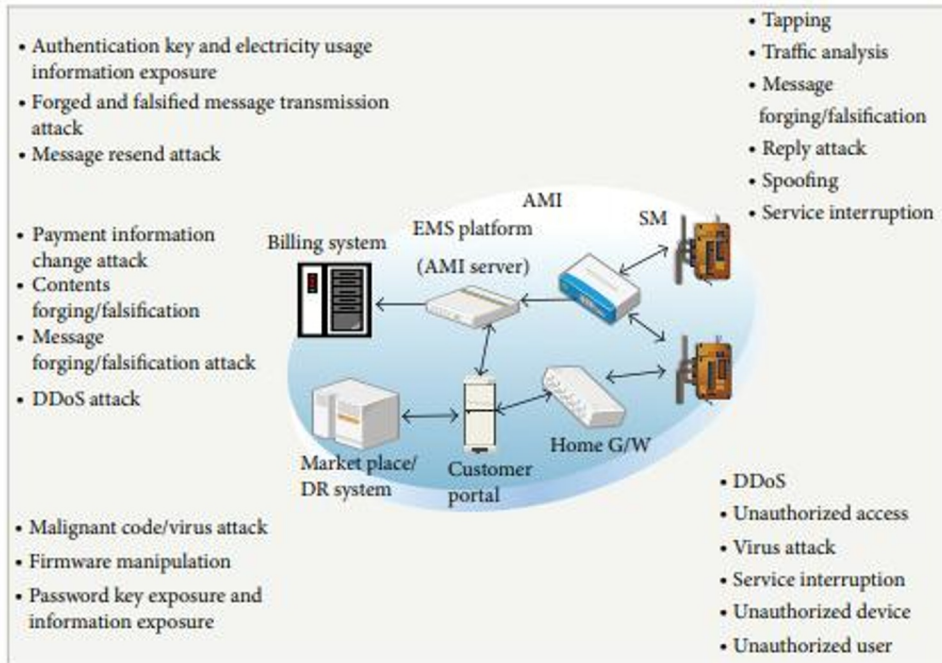 • Authentication key and electricity usage
information exposure
• Forged and falsified message transmission
attack
• Message resend attack
• Tapping
• Traffic analysis
• Message
forging/falsification
• Reply attack
• Spoofing
• Service interruption
• Payment information
change attack
• Contents
forging/falsification
• Message
forging/falsification attack
• DDoS attack
AMI
SM
EMS platform
(AMI server)
Billing system
Home G/W
Market place/
DR system
Customer
portal
• Malignant code/virus attack
• Firmware manipulation
• Password key exposure and
information exposure
• DDoS
• Unauthorized access
• Virus attack
• Service interruption
• Unauthorized device
• Unauthorized user